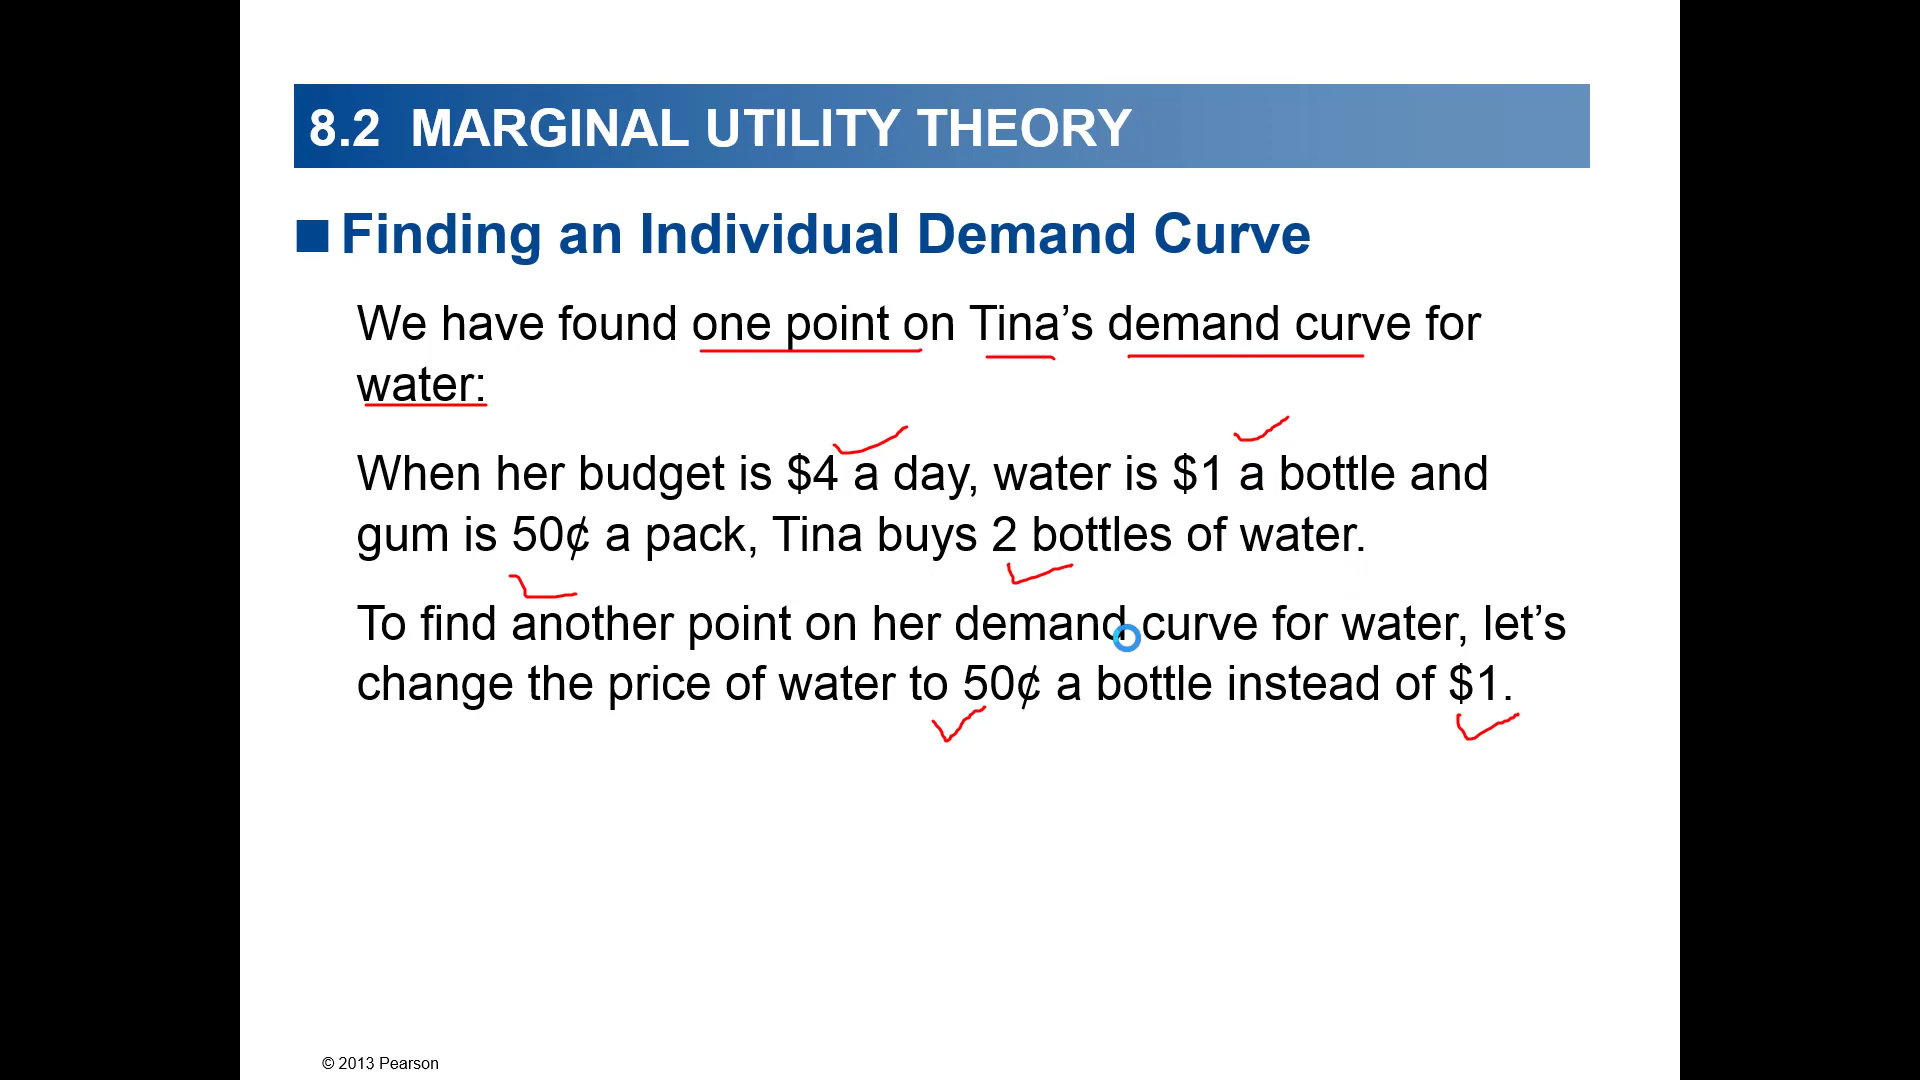 8.2 MARGINAL UTILITY THEORY
Finding an Individual Demand Curve
We have found one point on Tina’s demand curve for
water:
When her budget is $4 a day, water is $1 a bottle and
gum is 50¢ a pack, Tina buys 2 bottles of water.
To find another point on her demand curve for water, let’s
change the price of water to 50¢ a bottle instead of $1.
© 2013 Pearson